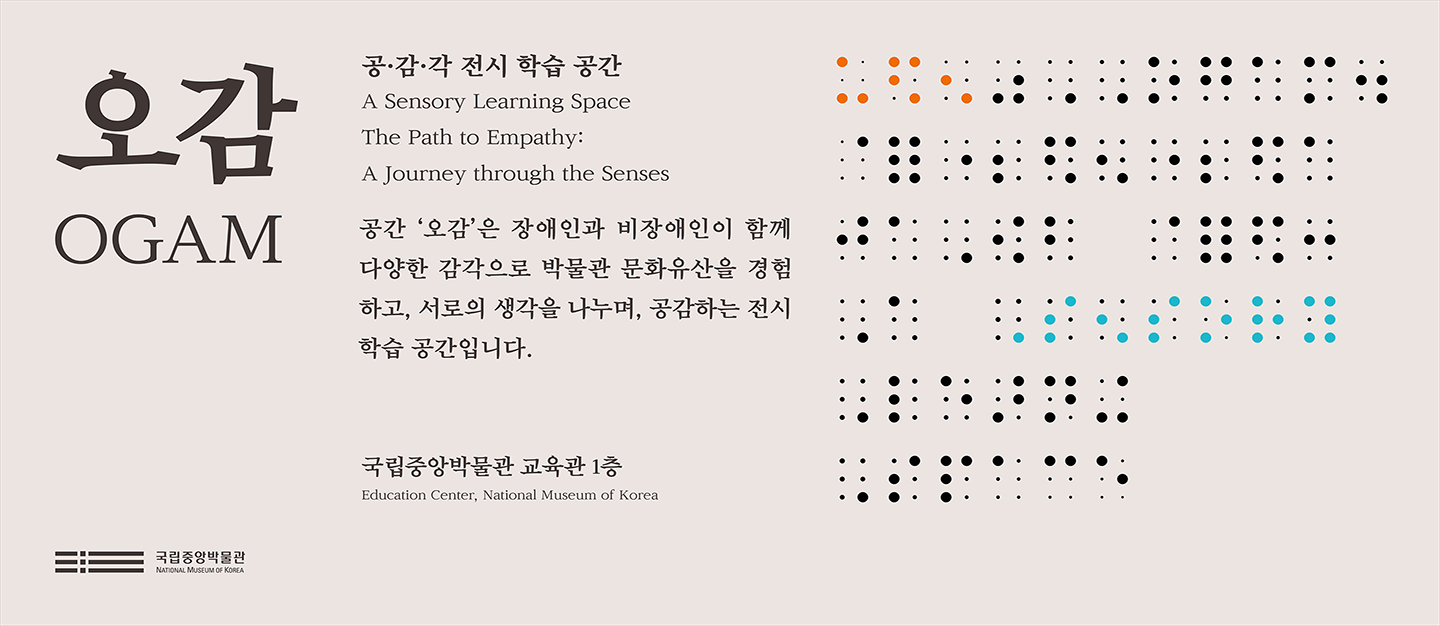 오감
OGAM
공·감·각 전시 학습 공간
A Sensory Learning Space
The Path to Empathy:
A Journey through the Senses
공간 ‘오감’은 장애인과 비장애인이 함께
다양한 감각으로 박물관 문화유산을 경험
하고, 서로의 생각을 나누며, 공감하는 전시
학습 공간입니다.
국립중앙박물관 교육관 1층
Education Center, National Museum of Korea
국립중앙박물관
NATIONAL MUSEUM OF KOREA